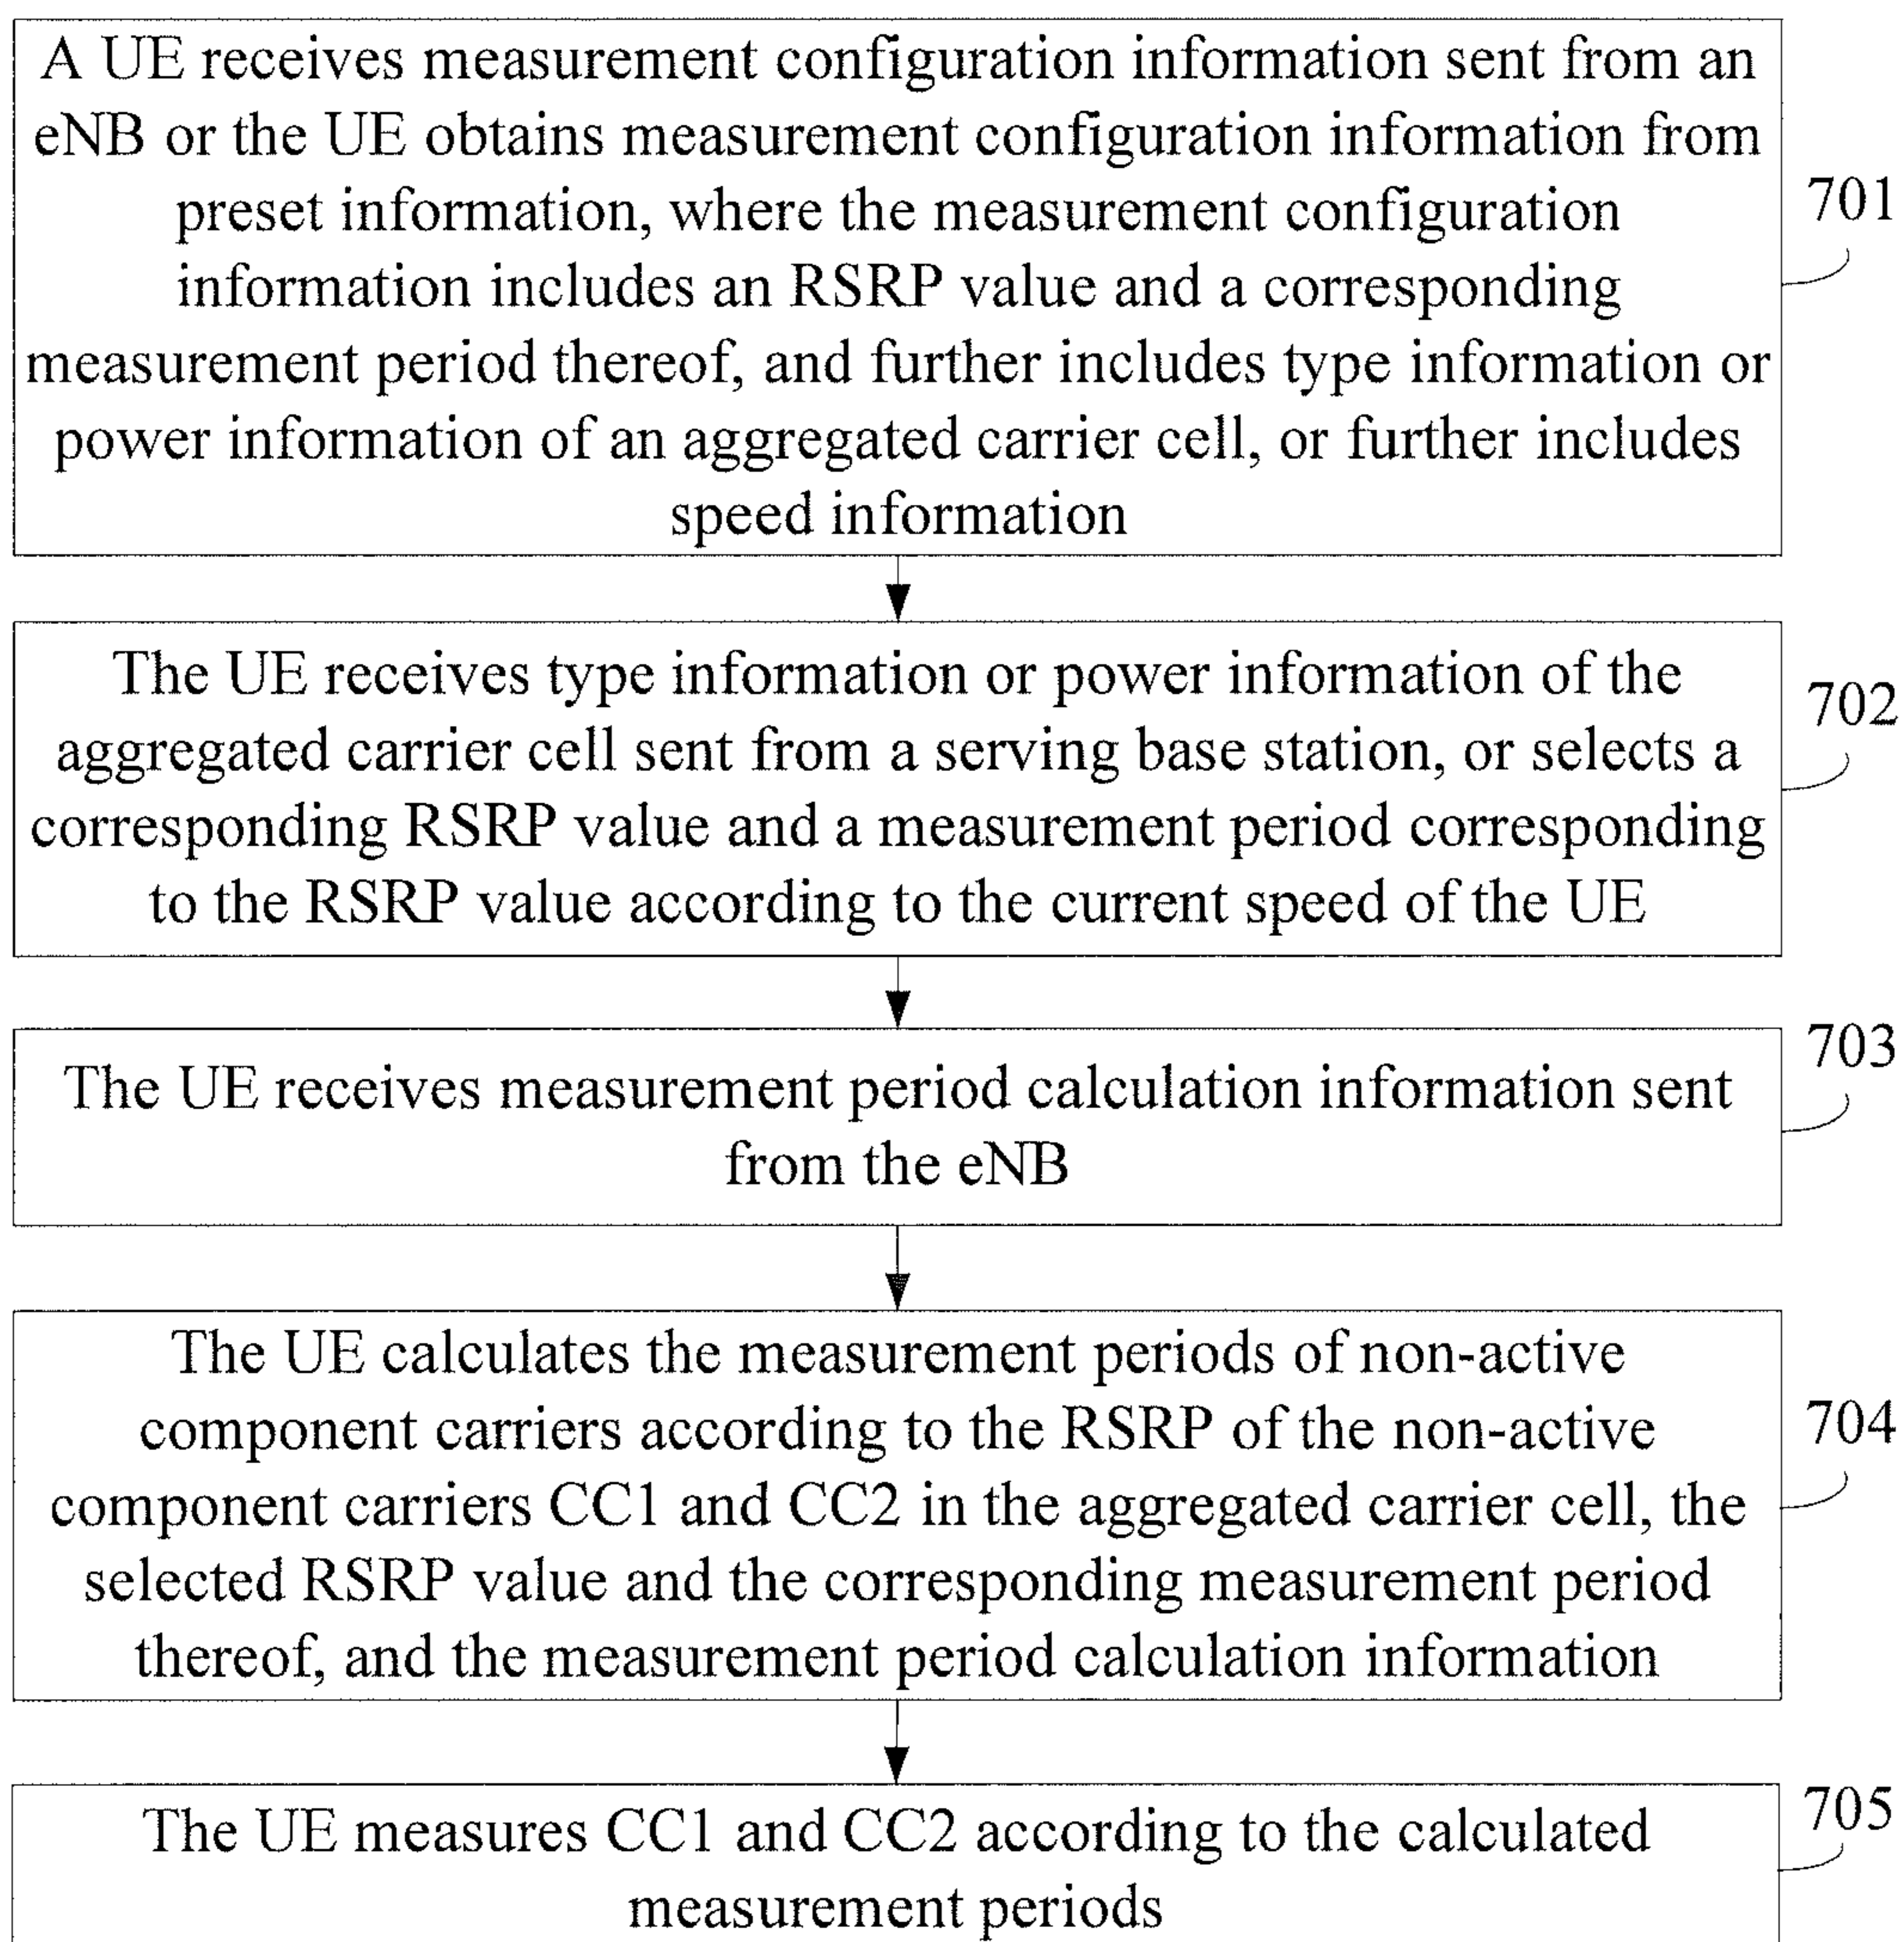 A UE receives measurement configuration information sent from an
eNB or the UE obtains measurement configuration information from
preset information, where the measurement configuration
information includes an RSRP value and a corresponding
measurement period thereof, and further includes type information or
power information of an aggregated carrier cell, or further includes
speed information
701
The UE receives type information or power information of the
aggregated carrier cell sent from a serving base station, or selects a
corresponding RSRP value and a measurement period corresponding
to the RSRP value according to the current speed of the UE
702
The UE receives measurement period calculation information sent
from the eNB
703
The UE calculates the measurement periods of non-active
component carriers according to the RSRP of the non-active
component carriers CC1 and CC2 in the aggregated carrier cell, the
selected RSRP value and the corresponding measurement period
thereof, and the measurement period calculation information
704
The UE measures CC1 and CC2 according to the calculated
measurement periods
705